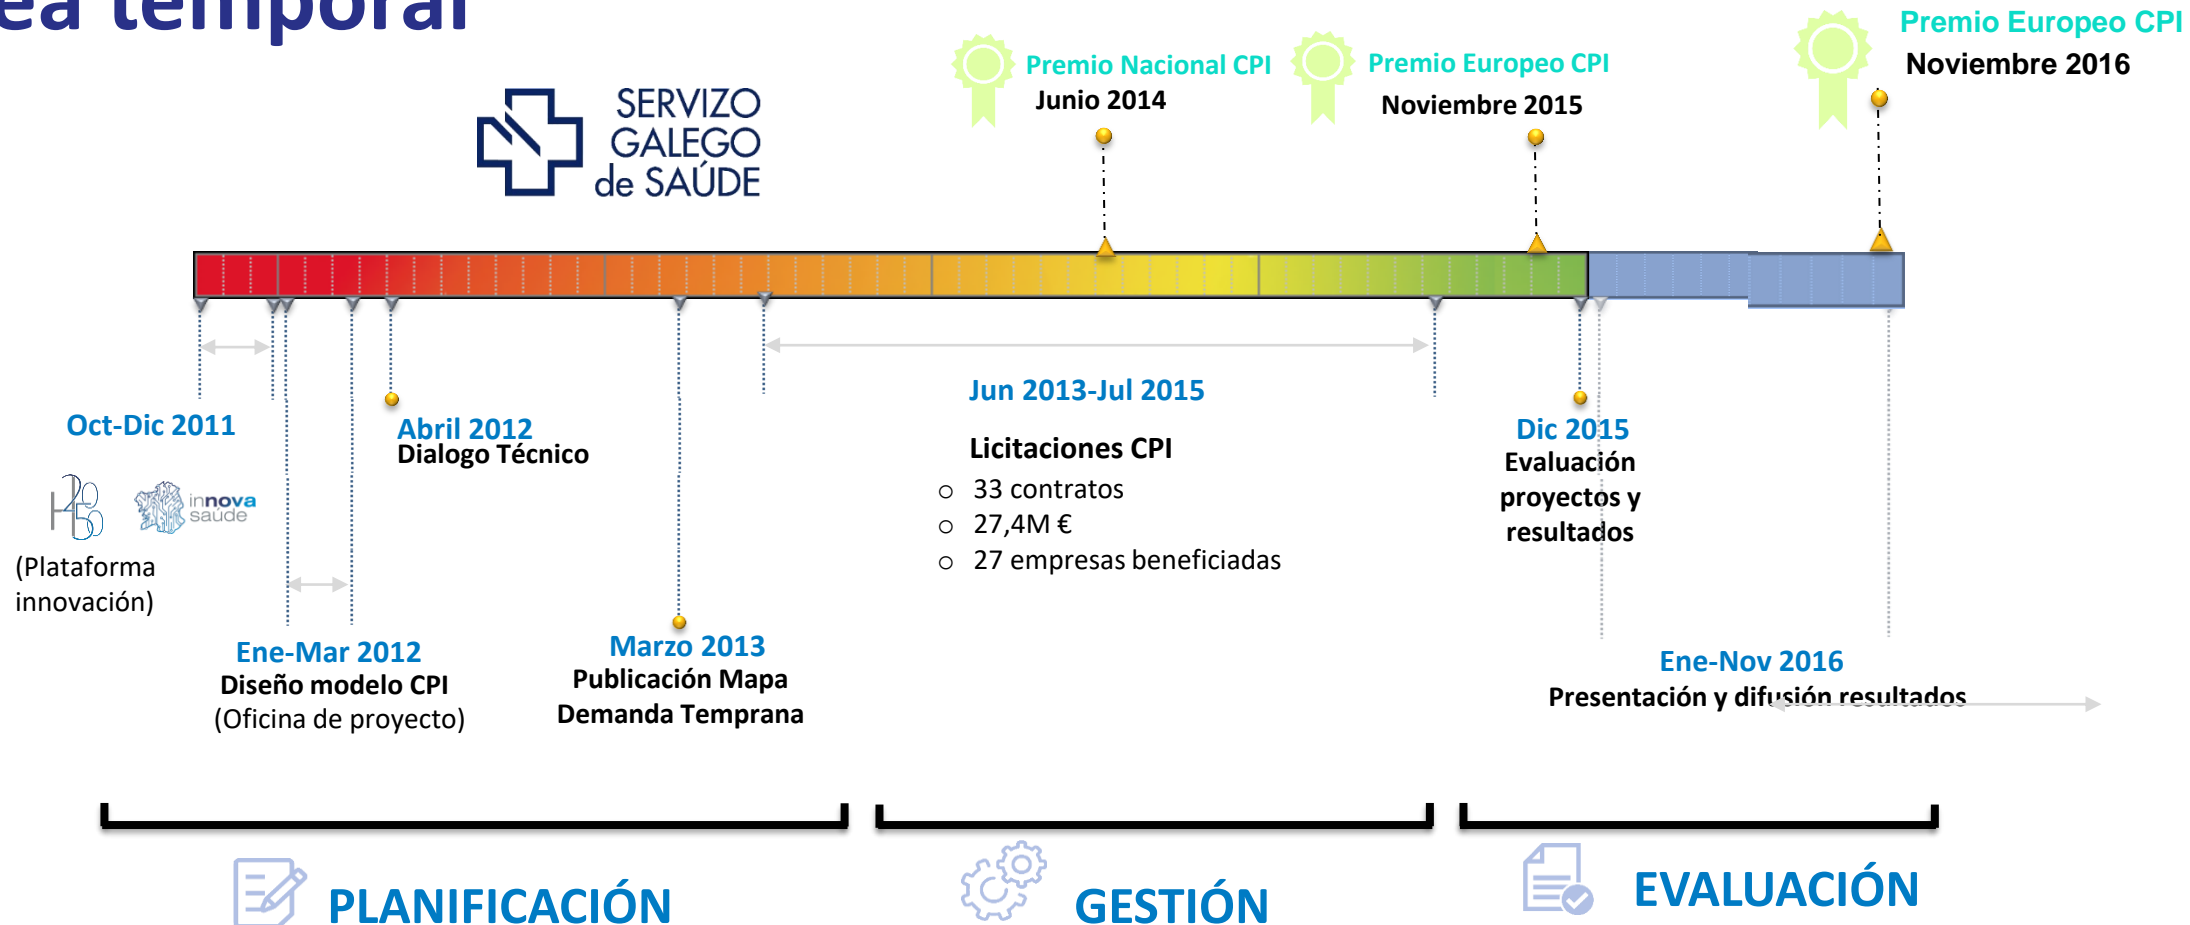 ea temporal
Premio Europeo CPI
Noviembre 2016
Premio Nacional CPI
Junio 2014
Premio Europeo CPI
Noviembre 2015
SERVIZO
GALEGO
de SAÚDE
Oct-Dic 2011
H2050
innova
saúde
(Plataforma
innovación)
Abril 2012
Dialogo Técnico
Jun 2013-Jul 2015
Licitaciones CPI
o 33 contratos
o 27,4M €
o 27 empresas beneficiadas
Dic 2015
Evaluación
proyectos y
resultados
Ene-Mar 2012
Diseño modelo CPI
(Oficina de proyecto)
Marzo 2013
Publicación Mapa
Demanda Temprana
Ene-Nov 2016
Presentación y difusión resultados
PLANIFICACIÓN
GESTIÓN
EVALUACIÓN